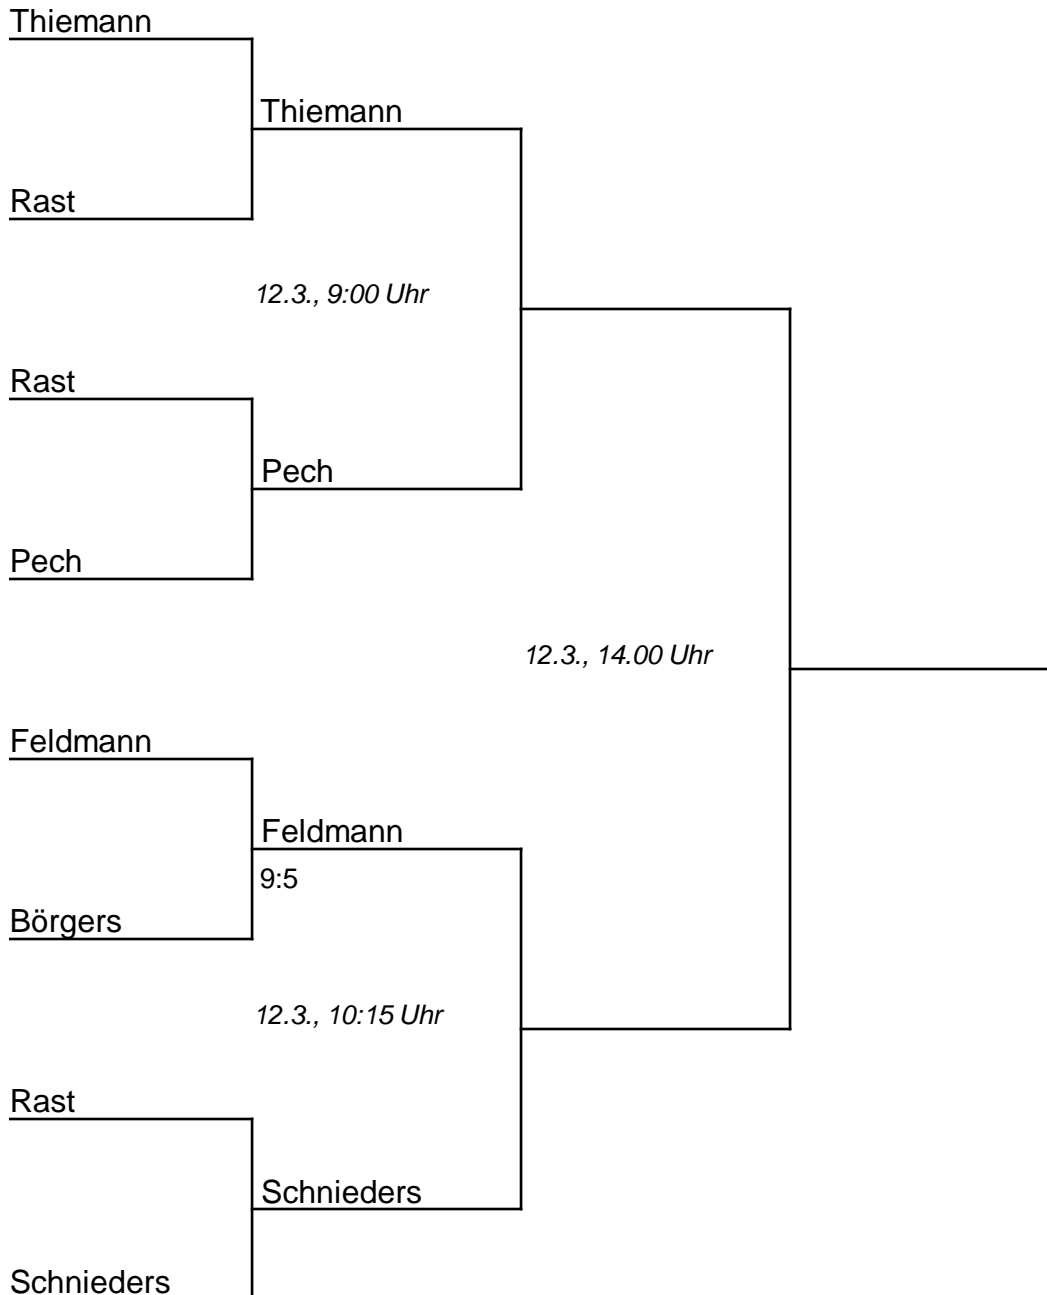 Thiemann
Thiemann
Rast
12.3., 9:00 Uhr
Rast
Pech
Pech
12.3., 14.00 Uhr
Feldmann
Feldmann
9:5
Börgers
12.3., 10:15 Uhr
Rast
Schnieders
Schnieders